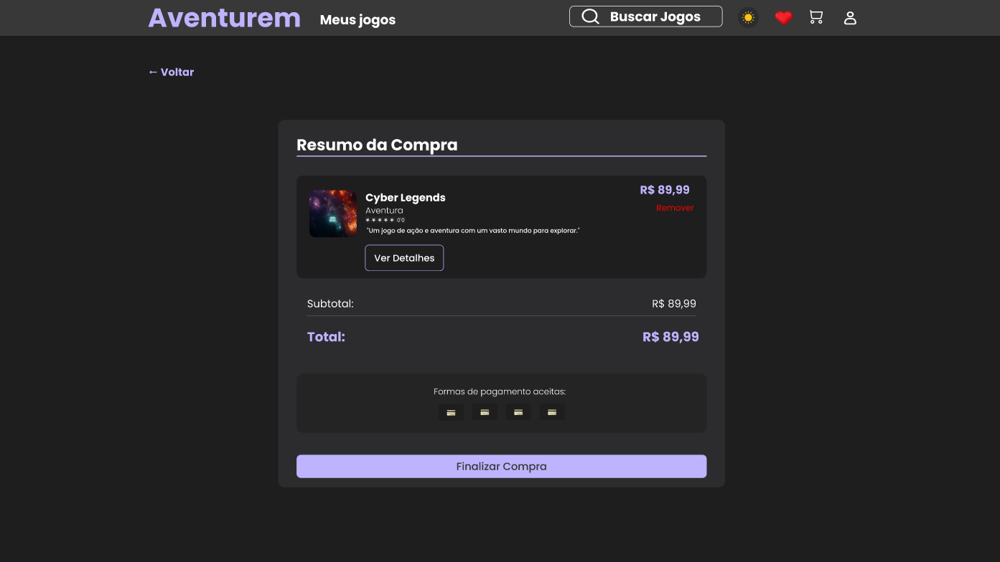 Aventurem
Meus jogos
Buscar Jogos
← Voltar
Resumo da Compra
Cyber Legends
R$ 89,99
Aventura
Remover
★ ★ ★ ★ ★ 0'0
"Um jogo de ação e aventura com um vasto mundo para explorar."
Ver Detalhes
Subtotal: R$ 89,99
Total: R$ 89,99
Formas de pagamento aceitas:
Finalizar Compra